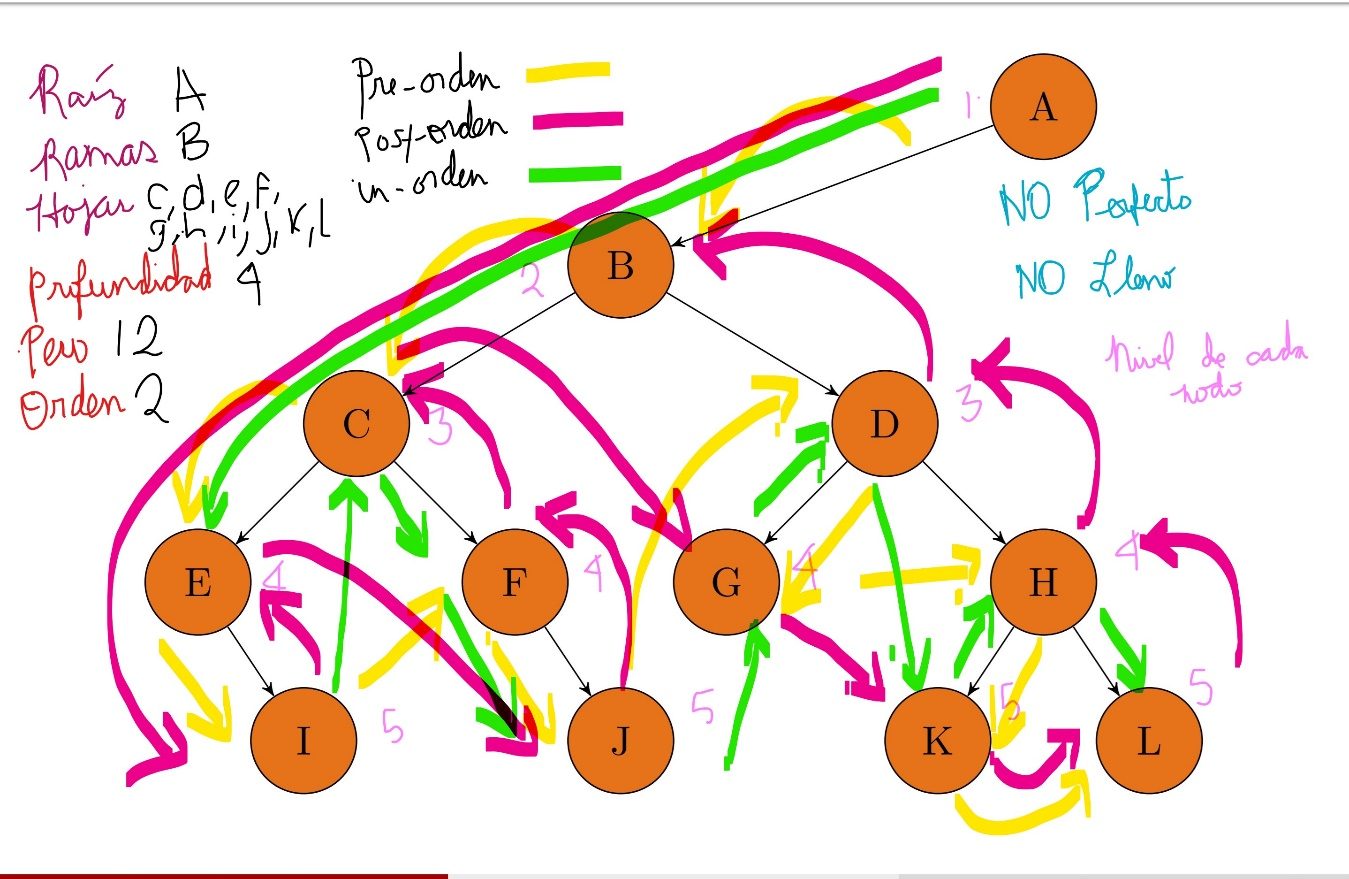 Raíz A
Ramas B
Hojas c, d, e, f,
g, h, i, j, k, l
Profundidad 4
Peso 12
Orden 2
Pre-orden
Post-orden
in-orden
1
A
NO Perfecto
NO Lleno
Nivel de cada
nodo
B
2
C
3
D
3
E
4
F
4
G
4
H
4
I
5
J
5
K
5
L
5